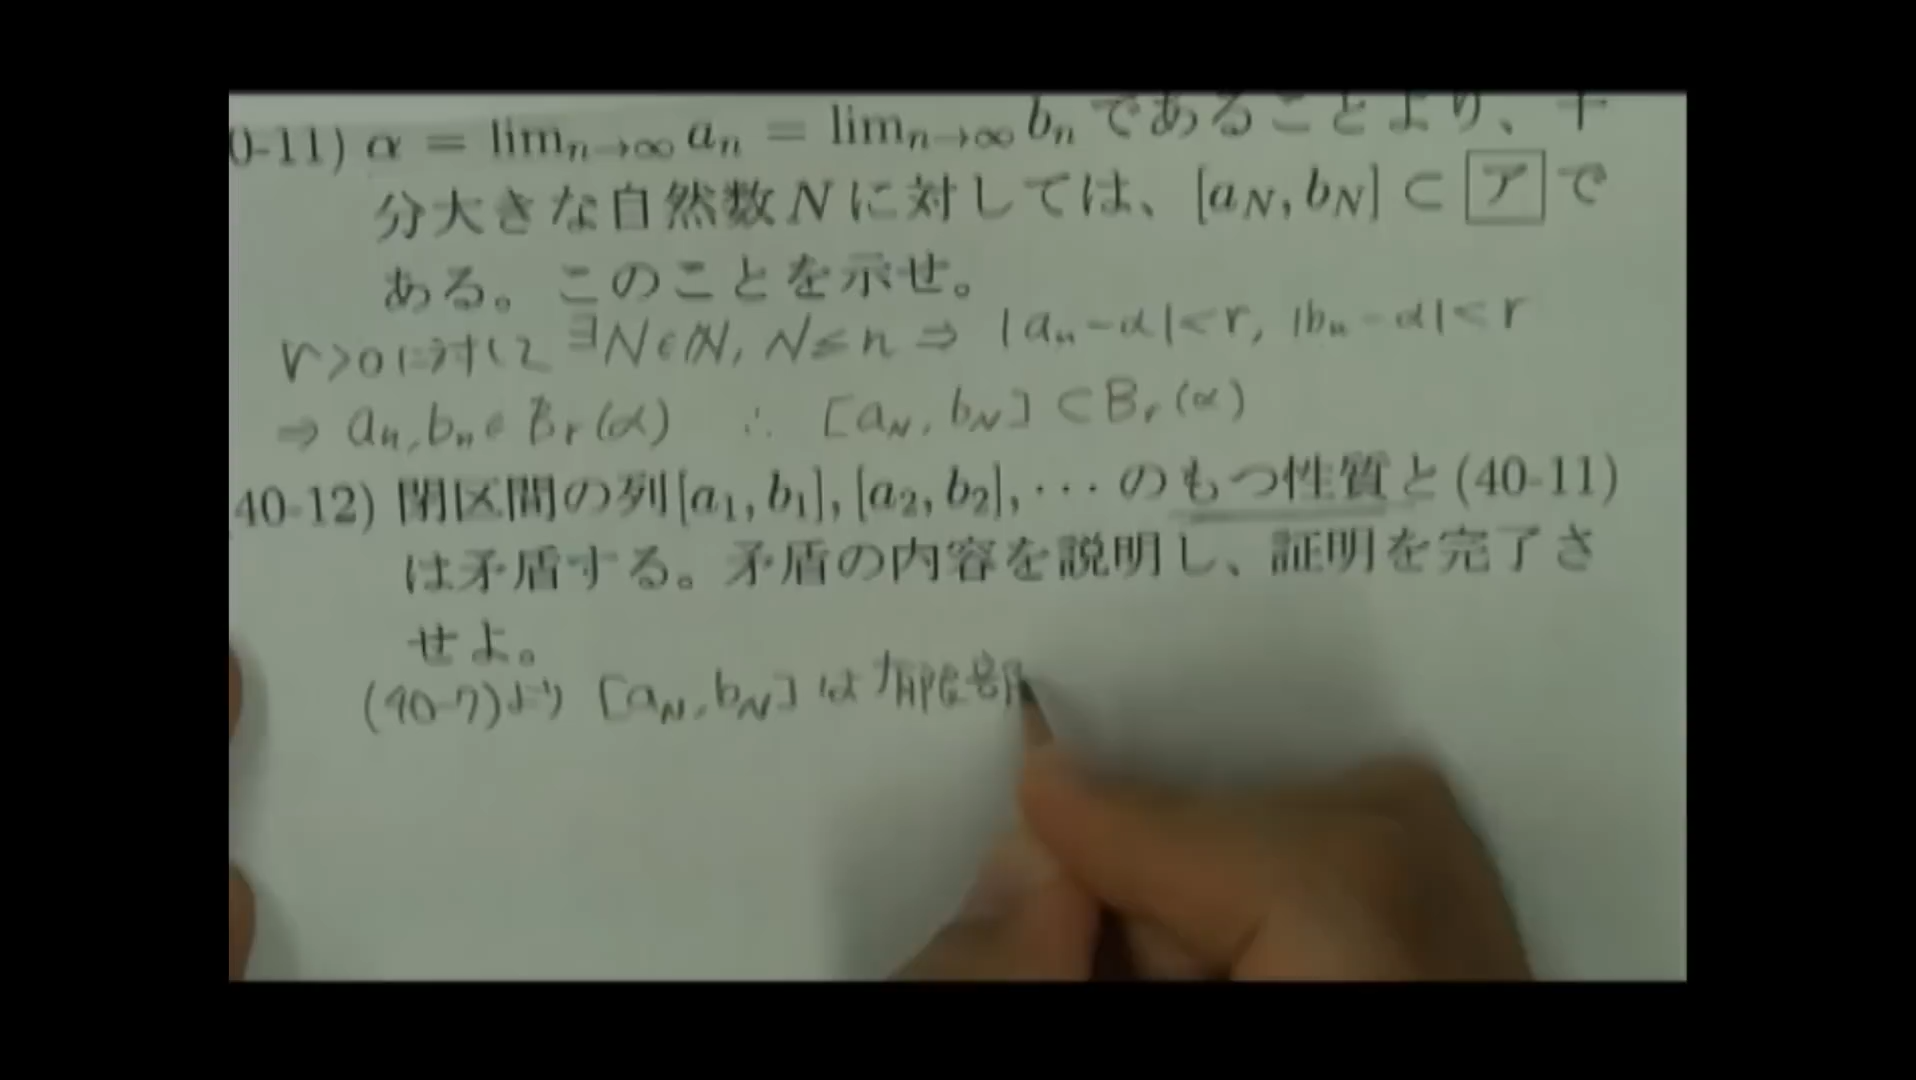 0-11) α = lim_{n→∞} a_n = lim_{n→∞} b_n であることより、十
分大きな自然数 N に対しては、[a_N, b_N] ⊂ ア で
ある。このことを示せ。
r>0に対して ∃N∈ℕ, N≦n ⇒ |a_n-α|<r, |b_n-α|<r
⇒ a_n, b_n ∈ B_r(α) ∴ [a_N, b_N] ⊂ B_r(α)
40-12) 閉区間の列[a_1, b_1], [a_2, b_2], ⋯ のもつ性質と(40-11)
は矛盾する。矛盾の内容を説明し、証明を完了さ
せよ。
(40-7)より [a_N, b_N] は有限部